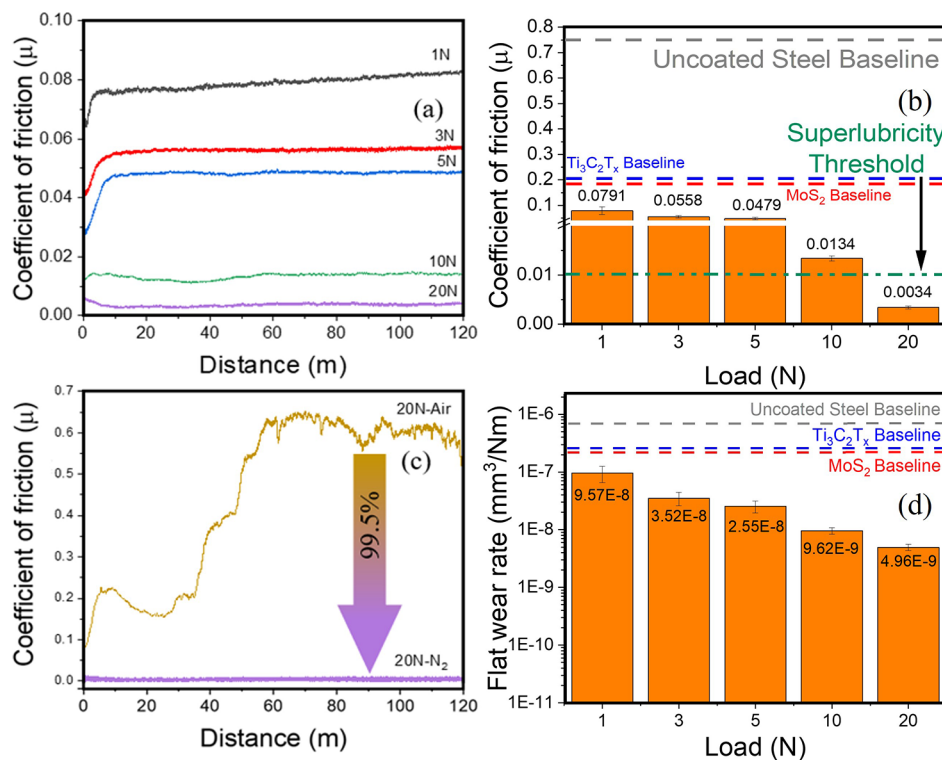 Coefficient of friction (μ)
0.10
0.08
0.06
0.04
0.02
0.00
1N
(a)
3N
5N
10N
20N
0 20 40 60 80 100 120
Distance (m)
Coefficient of friction (μ)
0.8
0.7
0.6
0.5
0.4
0.3
0.2
0.1
0.01
0.00
Uncoated Steel Baseline
(b)
Superlubricity
Threshold
Ti₃C₂Tₓ Baseline
MoS₂ Baseline
0.0791
0.0558
0.0479
0.0134
0.0034
1 3 5 10 20
Load (N)
Coefficient of friction (μ)
0.7
0.6
0.5
0.4
0.3
0.2
0.1
0.0
20N-Air
(c)
99.5%
20N-N₂
0 20 40 60 80 100 120
Distance (m)
Flat wear rate (mm³/Nm)
1E-6
1E-7
1E-8
1E-9
1E-10
1E-11
Uncoated Steel Baseline
Ti₃C₂Tₓ Baseline
MoS₂ Baseline
(d)
9.57E-8
3.52E-8
2.55E-8
9.62E-9
4.96E-9
1 3 5 10 20
Load (N)